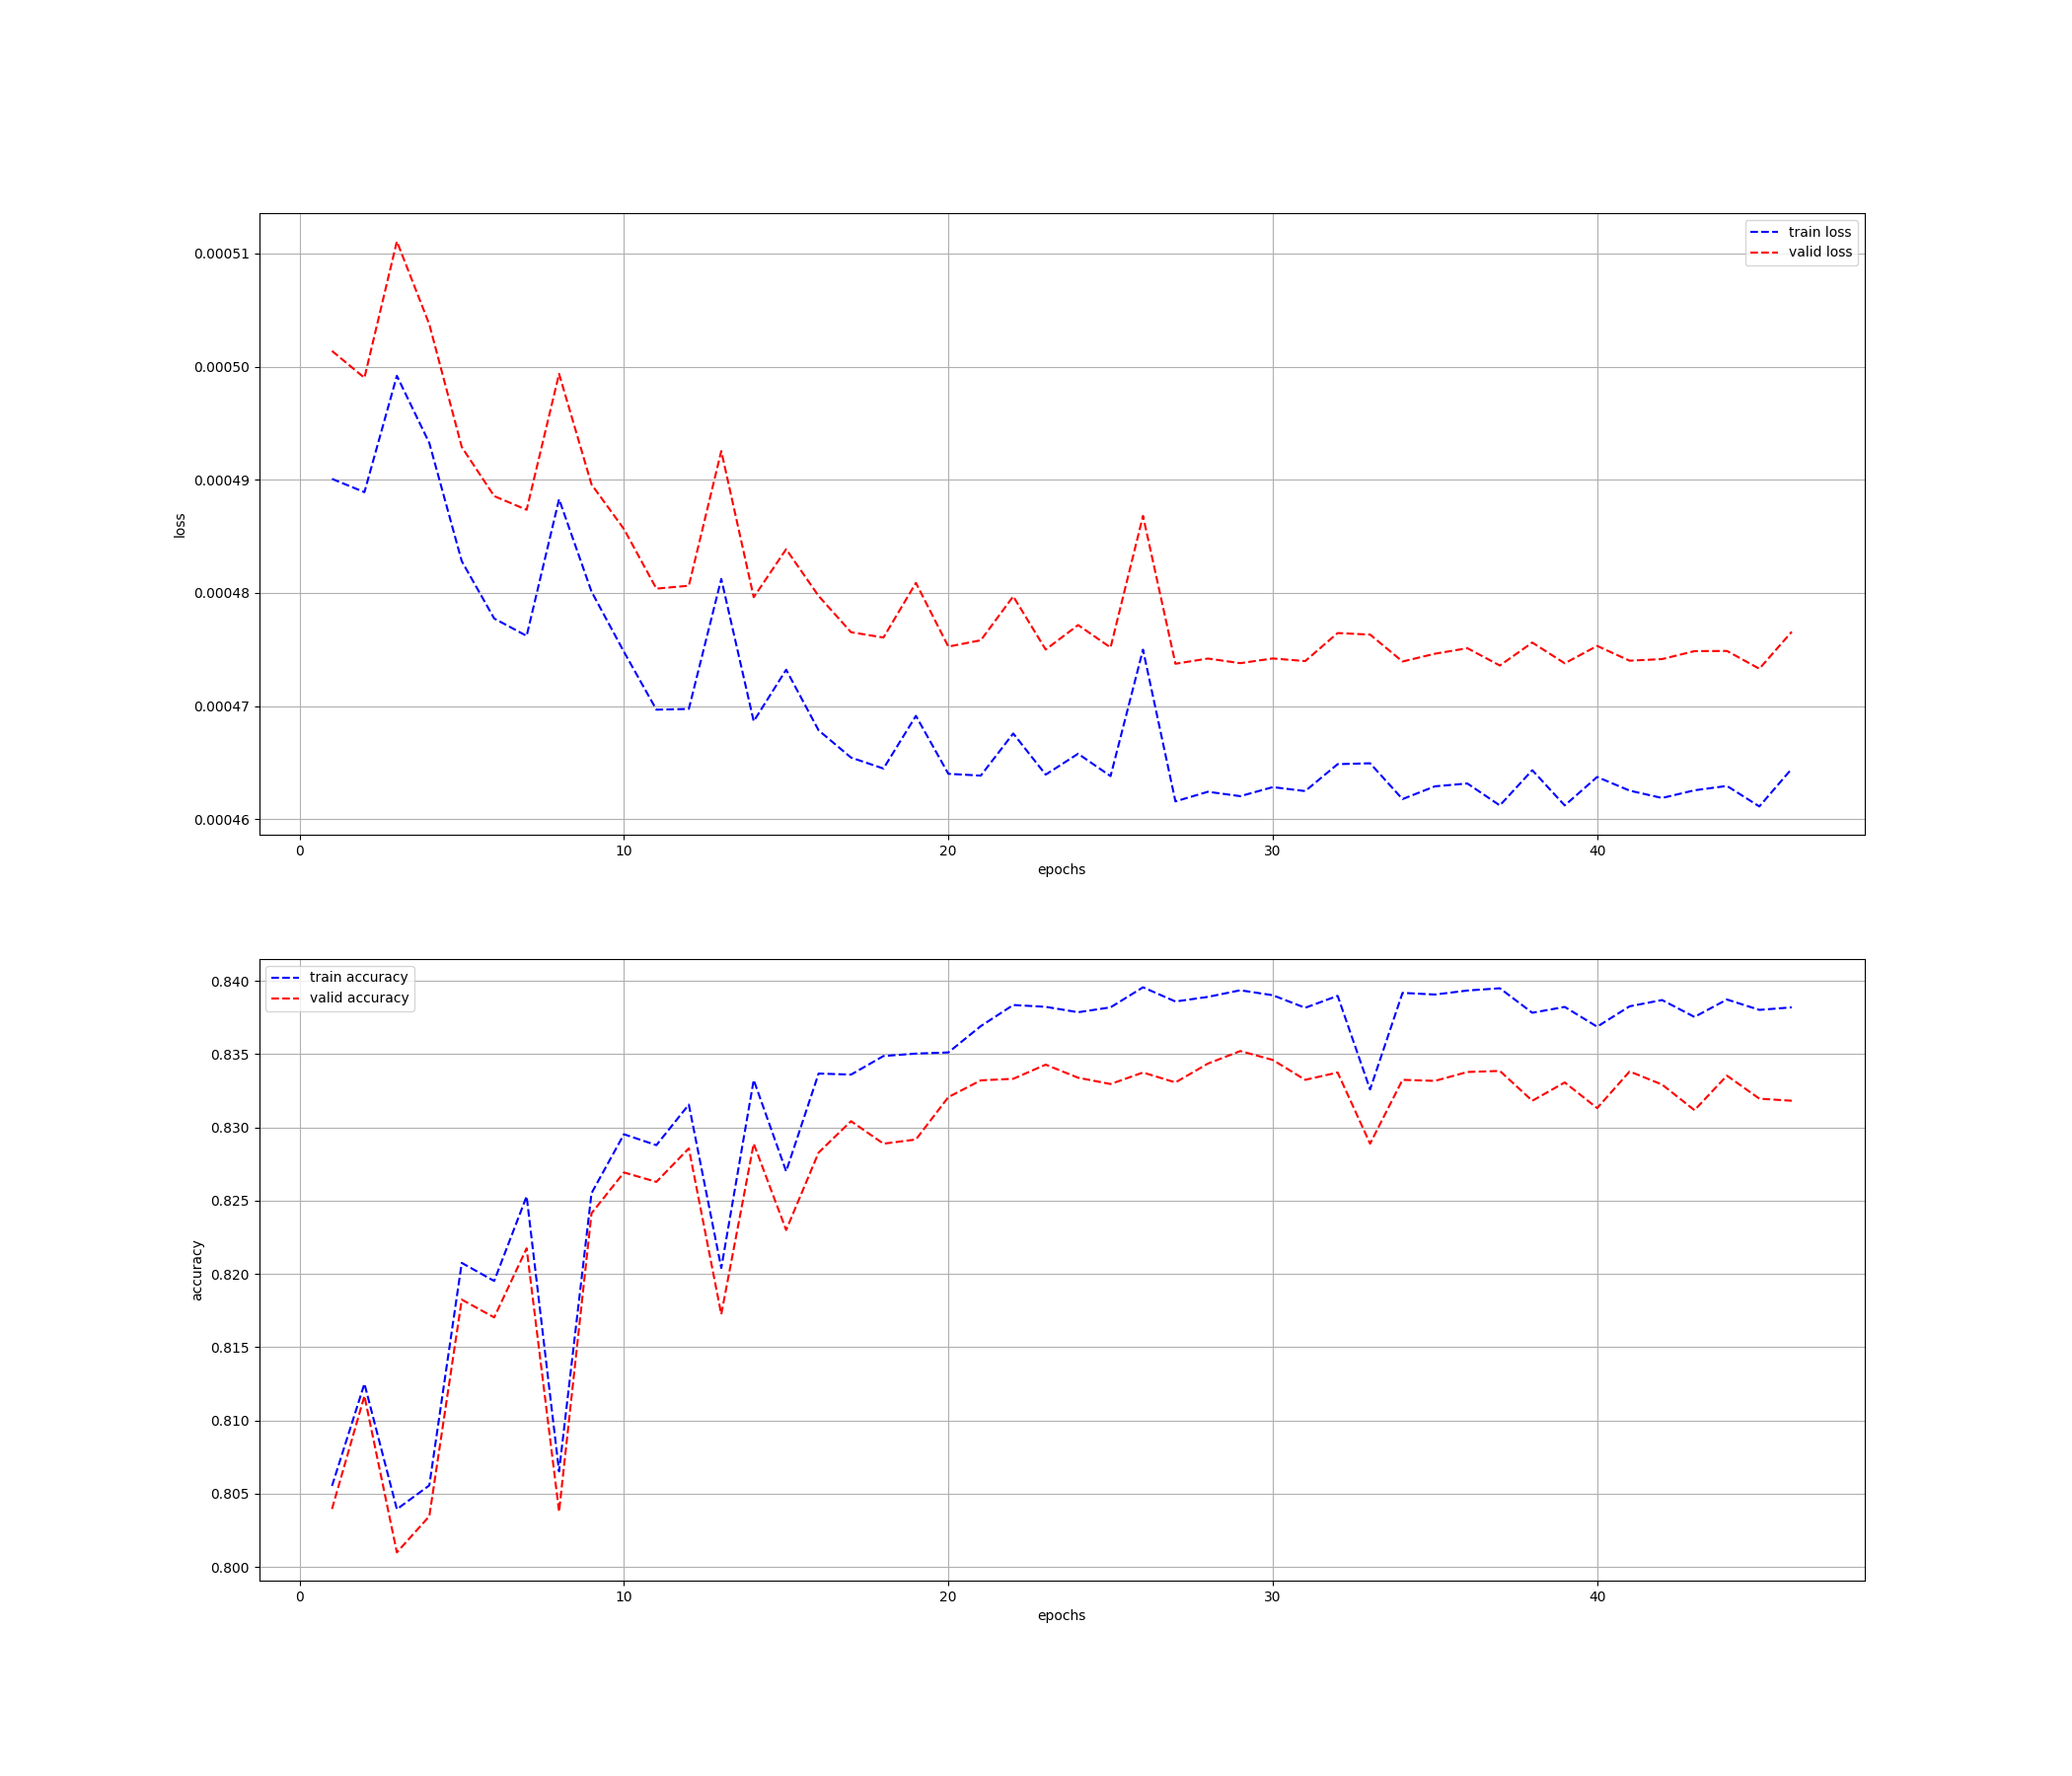 train loss
valid loss
0.00051
0.00050
0.00049
0.00048
0.00047
0.00046
loss
0 10 20 30 40
epochs
train accuracy
valid accuracy
0.840
0.835
0.830
0.825
0.820
0.815
0.810
0.805
0.800
accuracy
0 10 20 30 40
epochs